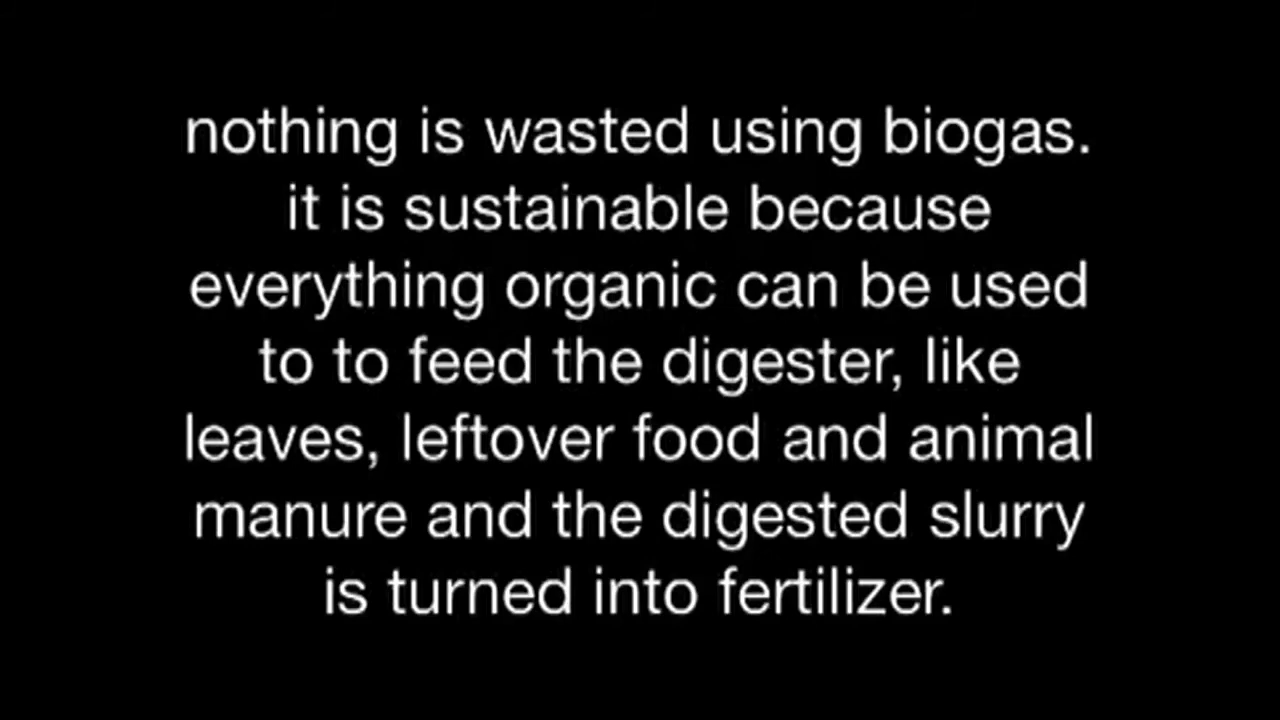 nothing is wasted using biogas.
it is sustainable because
everything organic can be used
to to feed the digester, like
leaves, leftover food and animal
manure and the digested slurry
is turned into fertilizer.